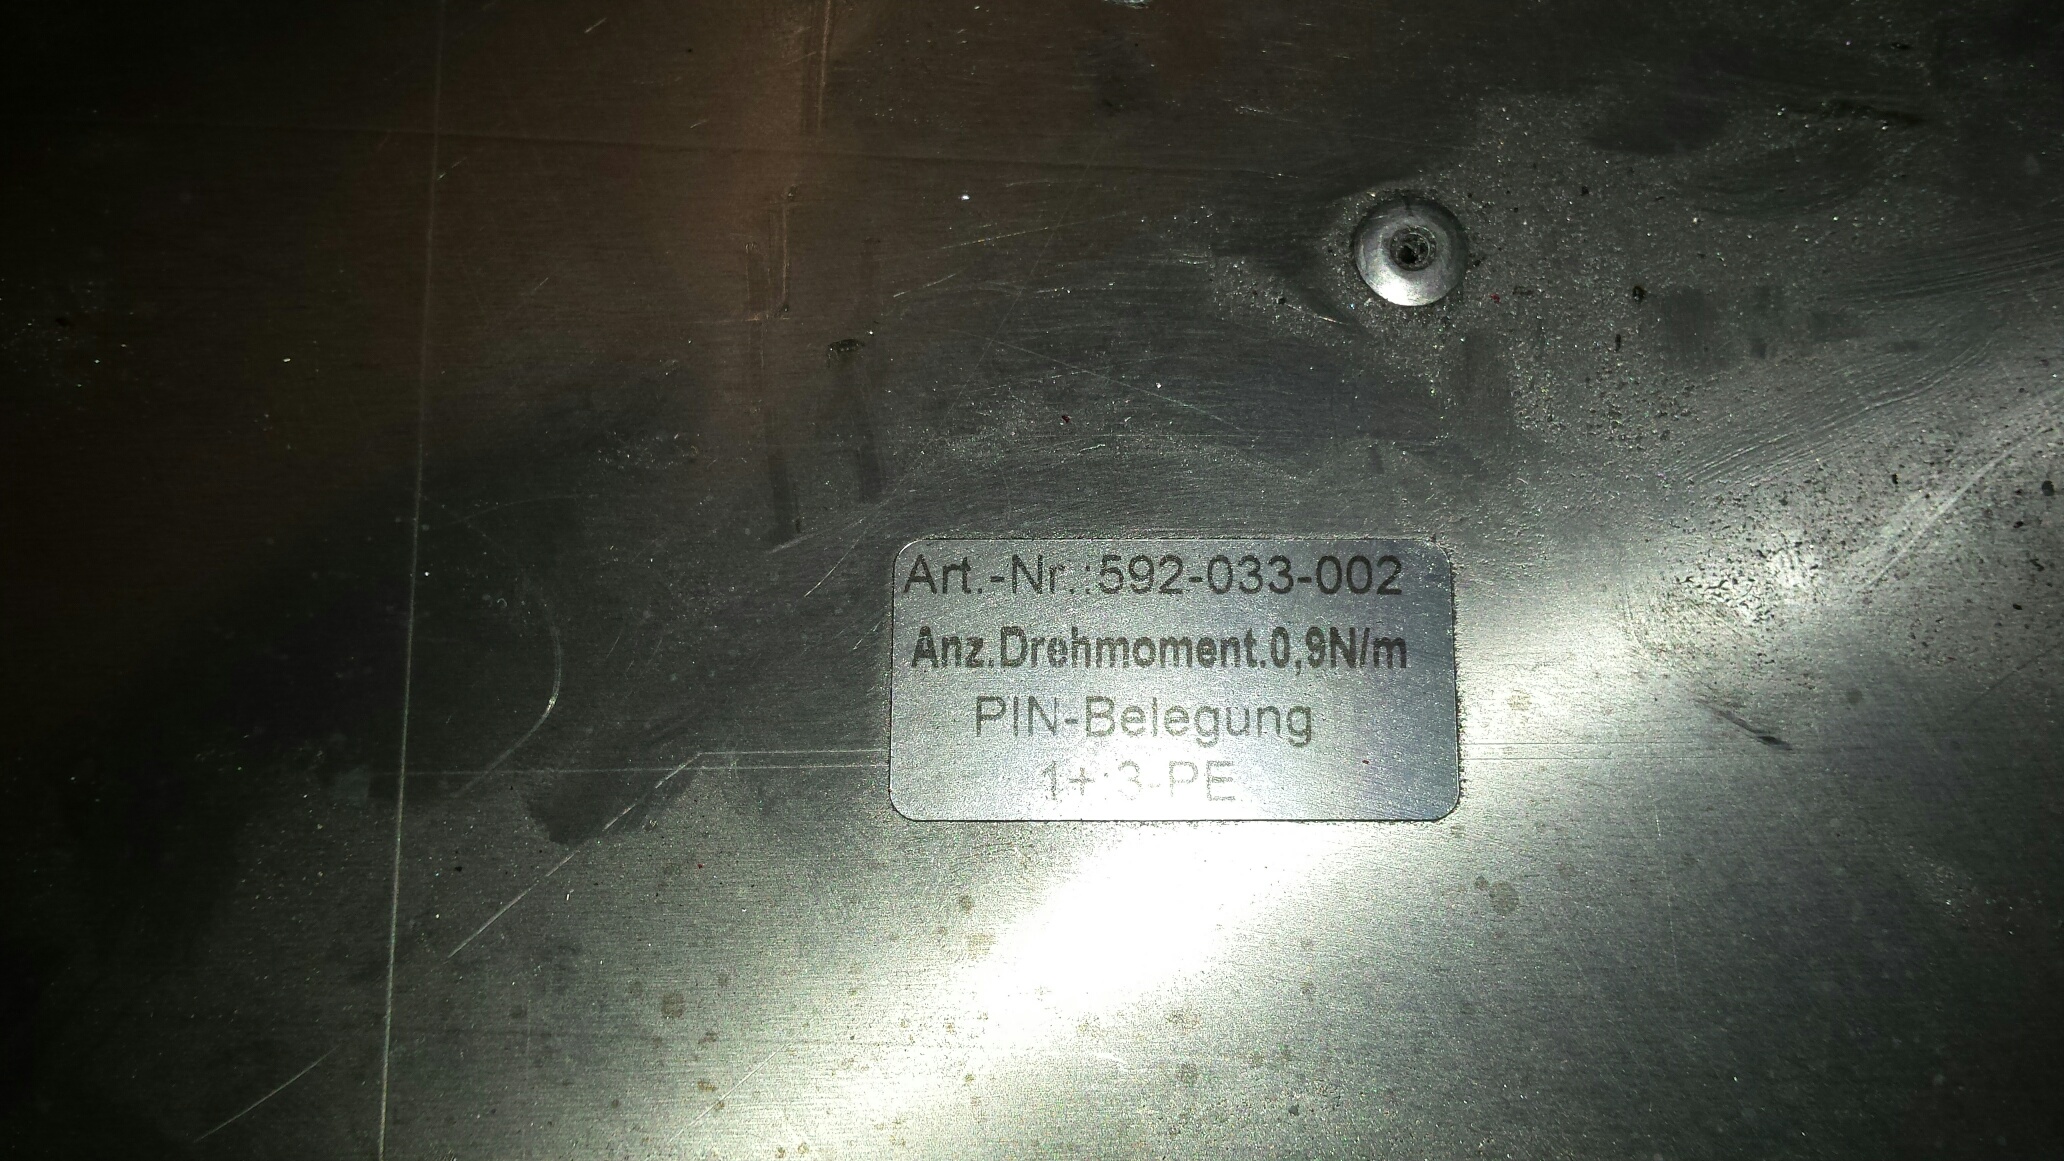 Art.-Nr.:592-033-002
Anz.Drehmoment.0,9N/m
PIN-Belegung
1+:3-PE